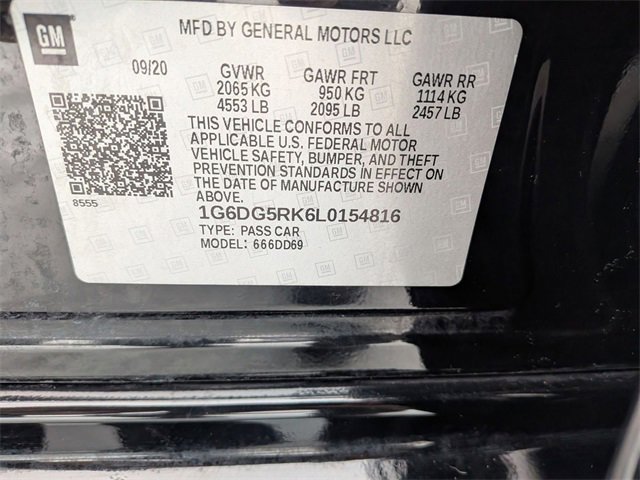 GM
MFD BY GENERAL MOTORS LLC
09/20 GVWR GAWR FRT GAWR RR
2065 KG 950 KG 1114 KG
4553 LB 2095 LB 2457 LB
THIS VEHICLE CONFORMS TO ALL
APPLICABLE U.S. FEDERAL MOTOR
VEHICLE SAFETY, BUMPER, AND THEFT
PREVENTION STANDARDS IN EFFECT ON
THE DATE OF MANUFACTURE SHOWN
ABOVE.
8555
1G6DG5RK6L0154816
TYPE: PASS CAR
MODEL: 666DD69